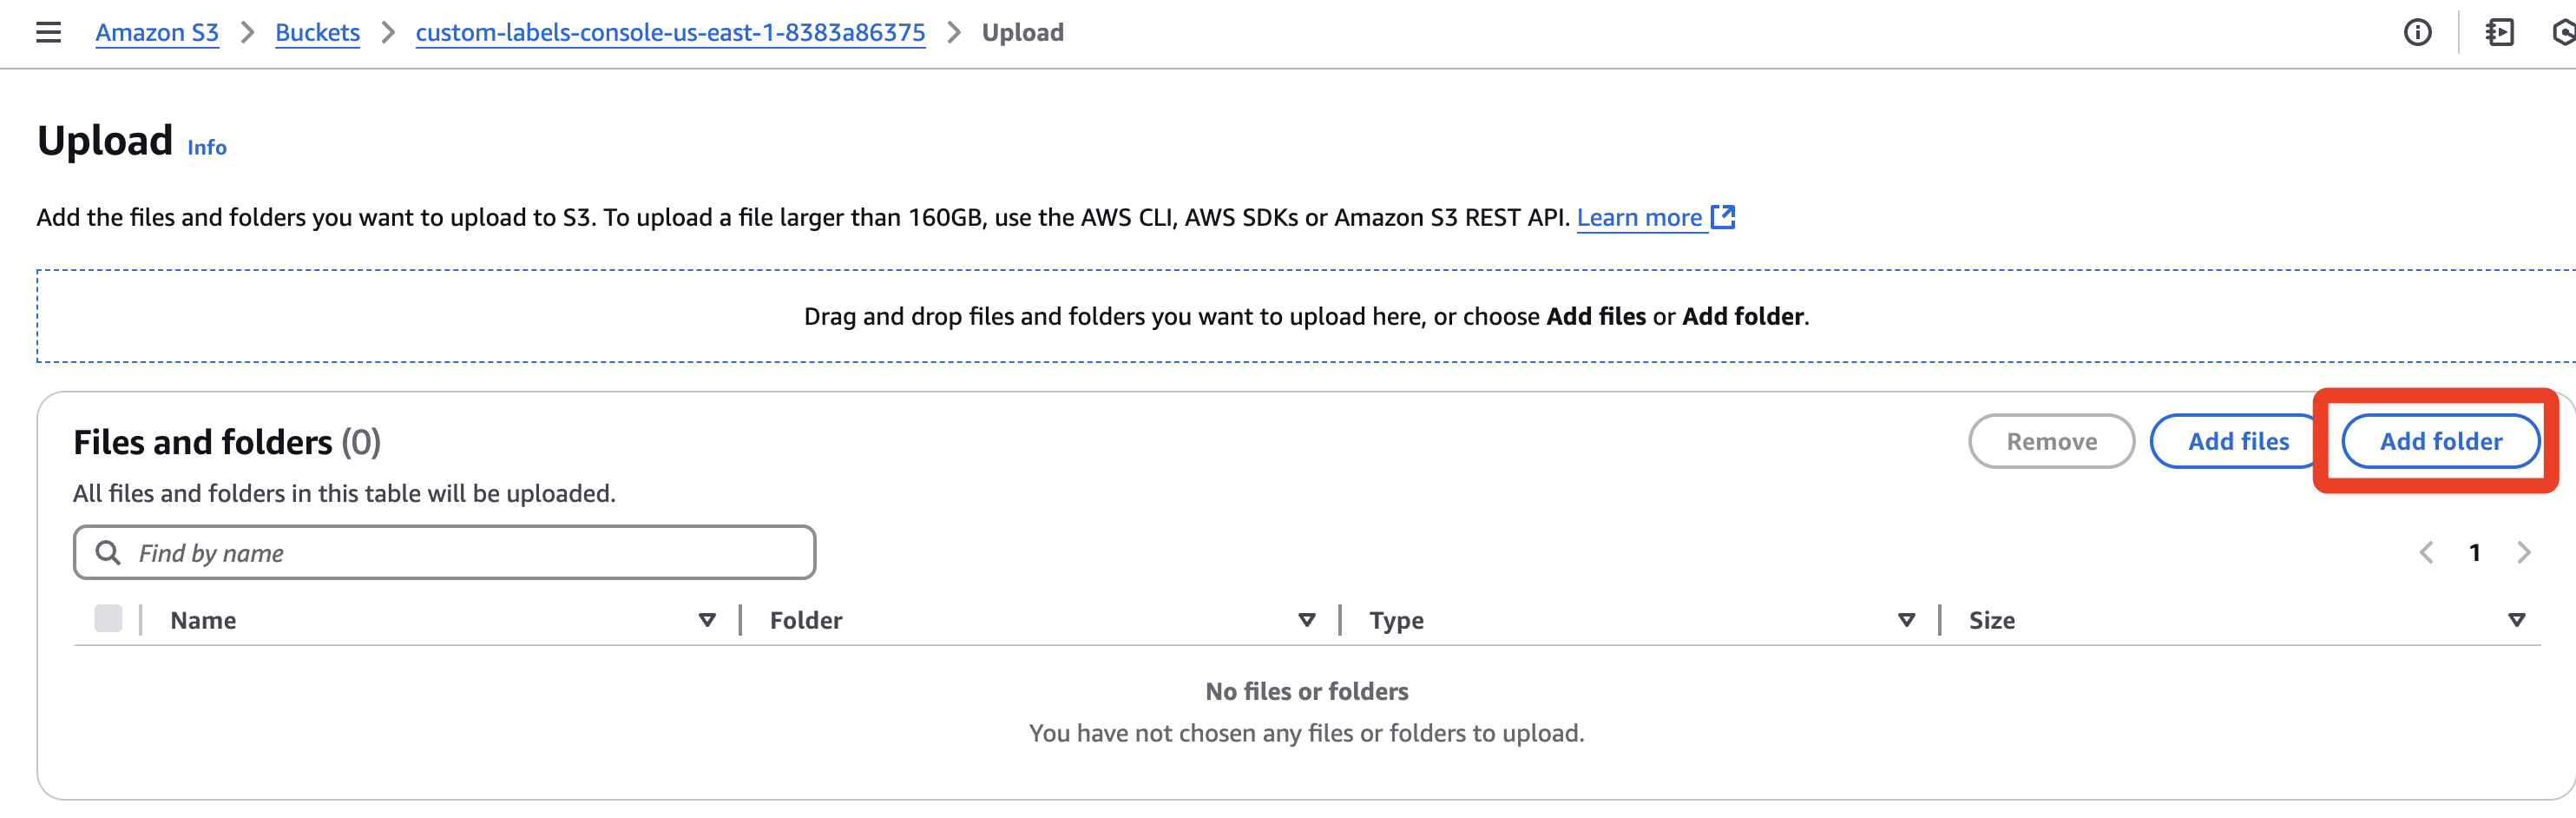 Amazon S3 > Buckets > custom-labels-console-us-east-1-8383a86375 > Upload
Upload Info
Add the files and folders you want to upload to S3. To upload a file larger than 160GB, use the AWS CLI, AWS SDKs or Amazon S3 REST API. Learn more
Drag and drop files and folders you want to upload here, or choose Add files or Add folder.
Files and folders (0) Remove Add files Add folder
All files and folders in this table will be uploaded.
Find by name 1
Name Folder Type Size
No files or folders
You have not chosen any files or folders to upload.